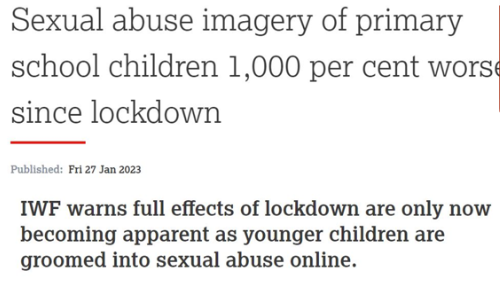 Sexual abuse imagery of primary
school children 1,000 per cent worse
since lockdown
Published: Fri 27 Jan 2023
IWF warns full effects of lockdown are only now
becoming apparent as younger children are
groomed into sexual abuse online.